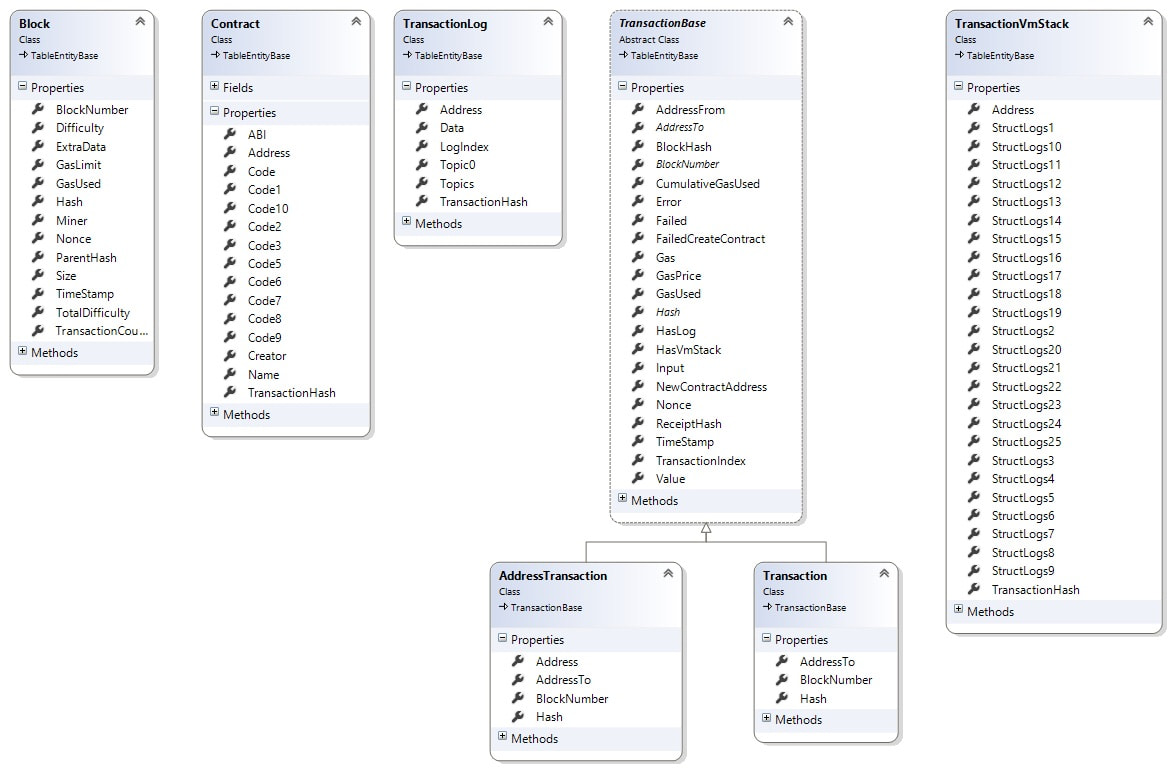 Block
Class
TableEntityBase
Properties
BlockNumber
Difficulty
ExtraData
GasLimit
GasUsed
Hash
Miner
Nonce
ParentHash
Size
TimeStamp
TotalDifficulty
TransactionCou...
Methods
Contract
Class
TableEntityBase
Fields
Properties
ABI
Address
Code
Code1
Code10
Code2
Code3
Code5
Code6
Code7
Code8
Code9
Creator
Name
TransactionHash
Methods
TransactionLog
Class
TableEntityBase
Properties
Address
Data
LogIndex
Topic0
Topics
TransactionHash
Methods
TransactionBase
Abstract Class
TableEntityBase
Properties
AddressFrom
AddressTo
BlockHash
BlockNumber
CumulativeGasUsed
Error
Failed
FailedCreateContract
Gas
GasPrice
GasUsed
Hash
HasLog
HasVmStack
Input
NewContractAddress
Nonce
ReceiptHash
TimeStamp
TransactionIndex
Value
Methods
TransactionVmStack
Class
TableEntityBase
Properties
Address
StructLogs1
StructLogs10
StructLogs11
StructLogs12
StructLogs13
StructLogs14
StructLogs15
StructLogs16
StructLogs17
StructLogs18
StructLogs19
StructLogs2
StructLogs20
StructLogs21
StructLogs22
StructLogs23
StructLogs24
StructLogs25
StructLogs3
StructLogs4
StructLogs5
StructLogs6
StructLogs7
StructLogs8
StructLogs9
TransactionHash
Methods
AddressTransaction
Class
TransactionBase
Properties
Address
AddressTo
BlockNumber
Hash
Methods
Transaction
Class
TransactionBase
Properties
AddressTo
BlockNumber
Hash
Methods